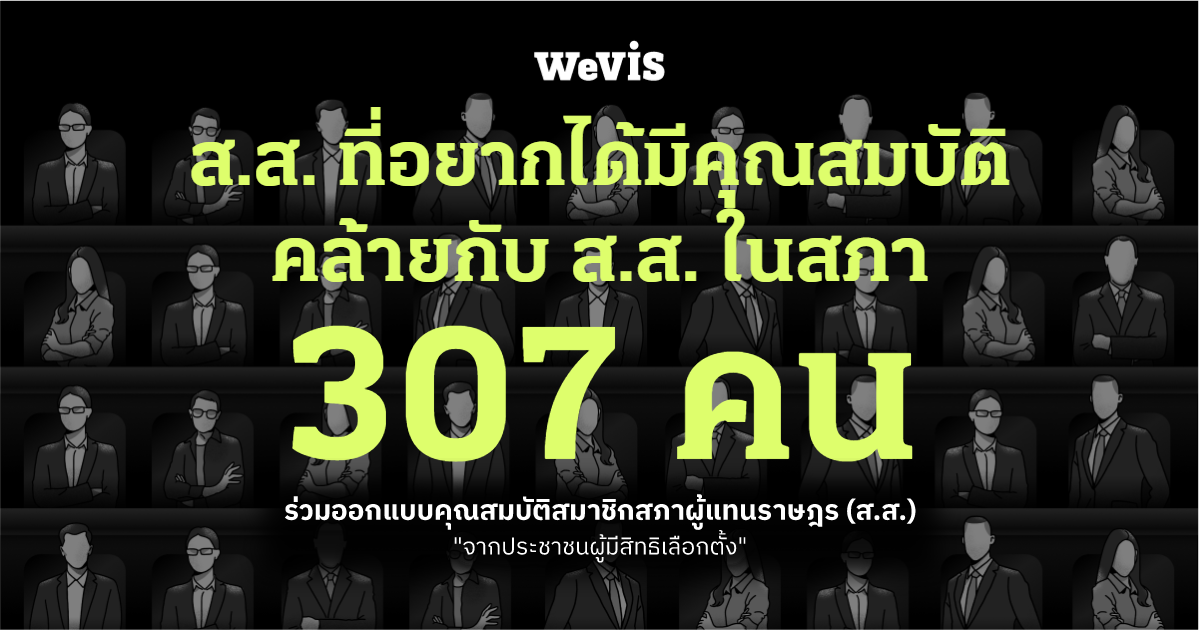 WeVIS
ส.ส. ที่อยากได้มีคุณสมบัติ
คล้ายกับ ส.ส. ในสภา
307 คน
ร่วมออกแบบคุณสมบัติสมาชิกสภาผู้แทนราษฎร (ส.ส.)
"จากประชาชนผู้มีสิทธิเลือกตั้ง"